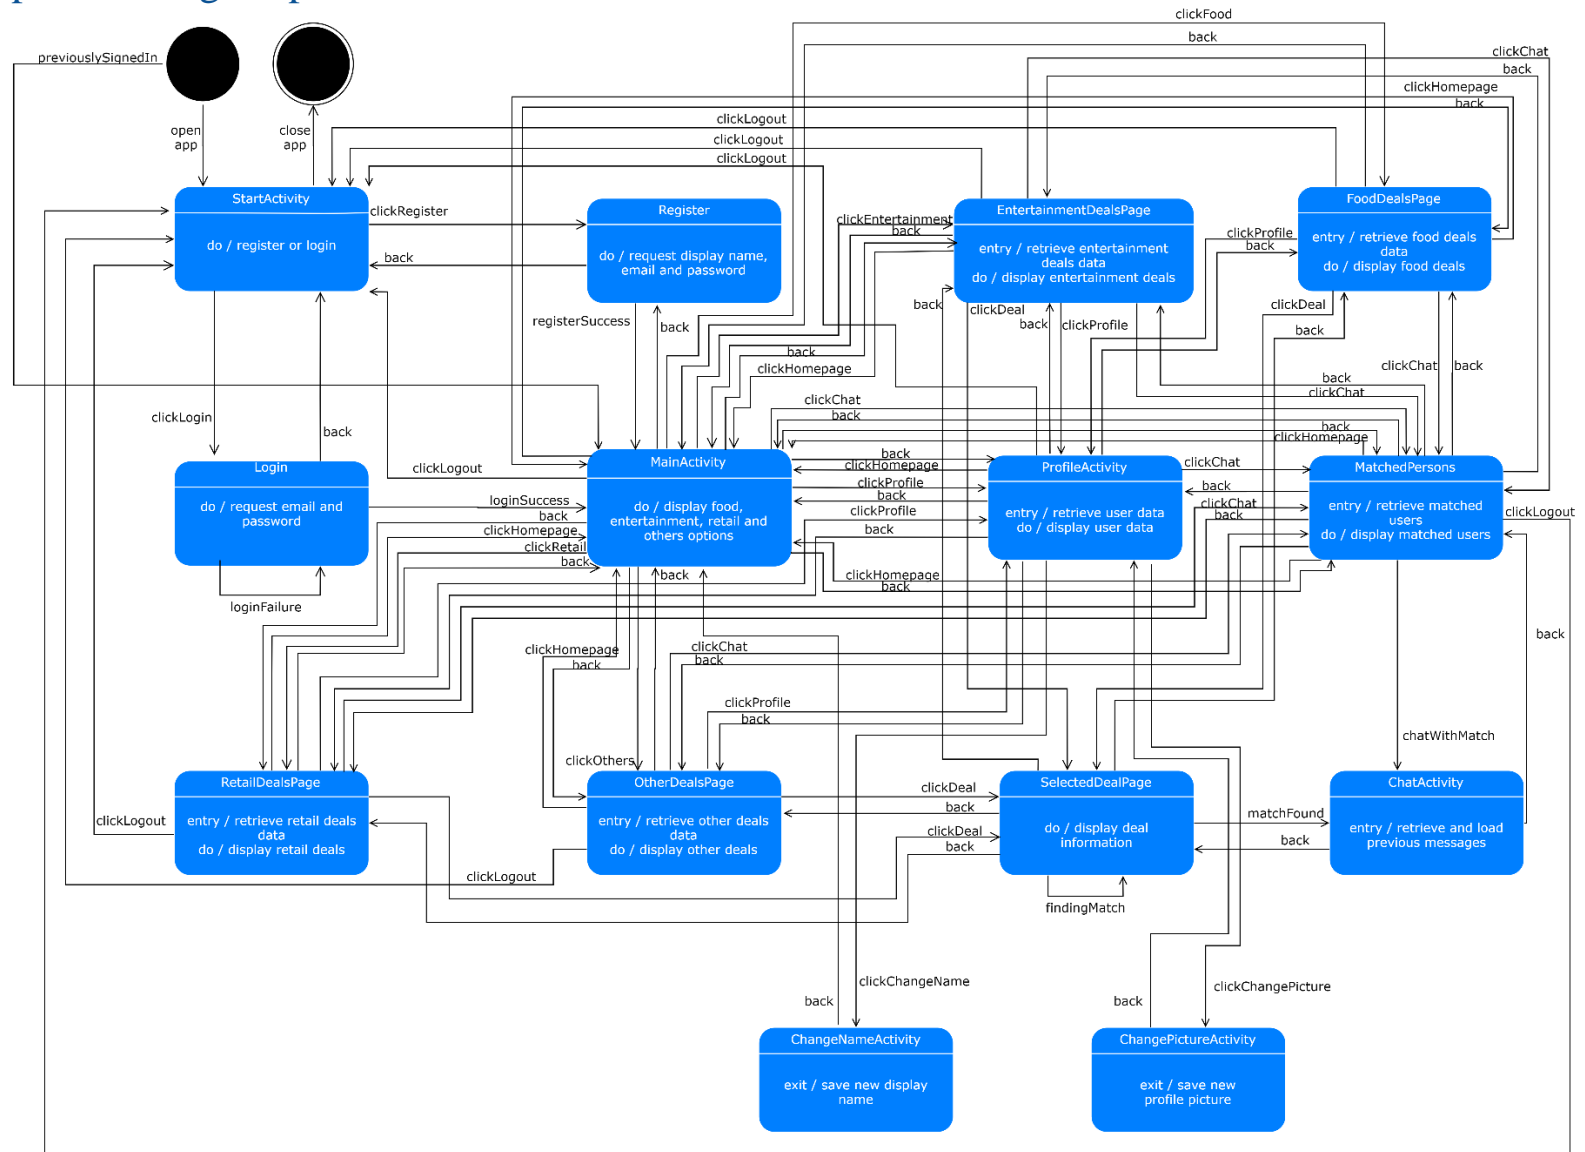 clickFood
back
previouslySignedIn
clickChat
back
clickHomepage
back
clickLogout
open
app
close
app
clickLogout
clickLogout
StartActivity
do / register or login
clickRegister
back
Register
do / request display name,
email and password
clickEntertainment
back
EntertainmentDealsPage
entry / retrieve entertainment
deals data
do / display entertainment deals
clickProfile
back
FoodDealsPage
entry / retrieve food deals
data
do / display food deals
registerSuccess
back
back
clickHomepage
back
clickDeal
back
clickProfile
clickDeal
back
clickChat
back
back
clickChat
clickLogin
back
clickChat
back
back
clickHomepage
clickLogout
Login
do / request email and
password
loginFailure
loginSuccess
back
clickHomepage
clickRetail
back
MainActivity
do / display food,
entertainment, retail and
others options
back
clickHomepage
clickProfile
back
clickProfile
back
ProfileActivity
entry / retrieve user data
do / display user data
clickChat
back
clickChat
back
MatchedPersons
entry / retrieve matched
users
do / display matched users
clickLogout
clickHomepage
back
back
clickHomepage
back
clickChat
back
back
clickProfile
back
chatWithMatch
clickOthers
RetailDealsPage
entry / retrieve retail deals
data
do / display retail deals
clickLogout
OtherDealsPage
entry / retrieve other deals
data
do / display other deals
clickLogout
clickDeal
back
clickDeal
back
SelectedDealPage
do / display deal
information
findingMatch
matchFound
back
ChatActivity
entry / retrieve and load
previous messages
back
clickChangeName
back
clickChangePicture
back
ChangeNameActivity
exit / save new display
name
ChangePictureActivity
exit / save new
profile picture